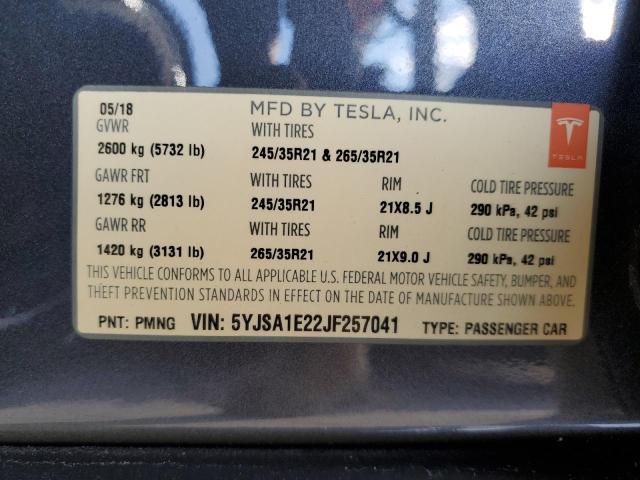 05/18 MFD BY TESLA, INC.
GVWR WITH TIRES
2600 kg (5732 lb) 245/35R21 & 265/35R21
TESLA
GAWR FRT WITH TIRES RIM COLD TIRE PRESSURE
1276 kg (2813 lb) 245/35R21 21X8.5 J 290 kPa, 42 psi
GAWR RR WITH TIRES RIM COLD TIRE PRESSURE
1420 kg (3131 lb) 265/35R21 21X9.0 J 290 kPa, 42 psi
THIS VEHICLE CONFORMS TO ALL APPLICABLE U.S. FEDERAL MOTOR VEHICLE SAFETY, BUMPER, AND
THEFT PREVENTION STANDARDS IN EFFECT ON THE DATE OF MANUFACTURE SHOWN ABOVE.
PNT: PMNG VIN: 5YJSA1E22JF257041 TYPE: PASSENGER CAR